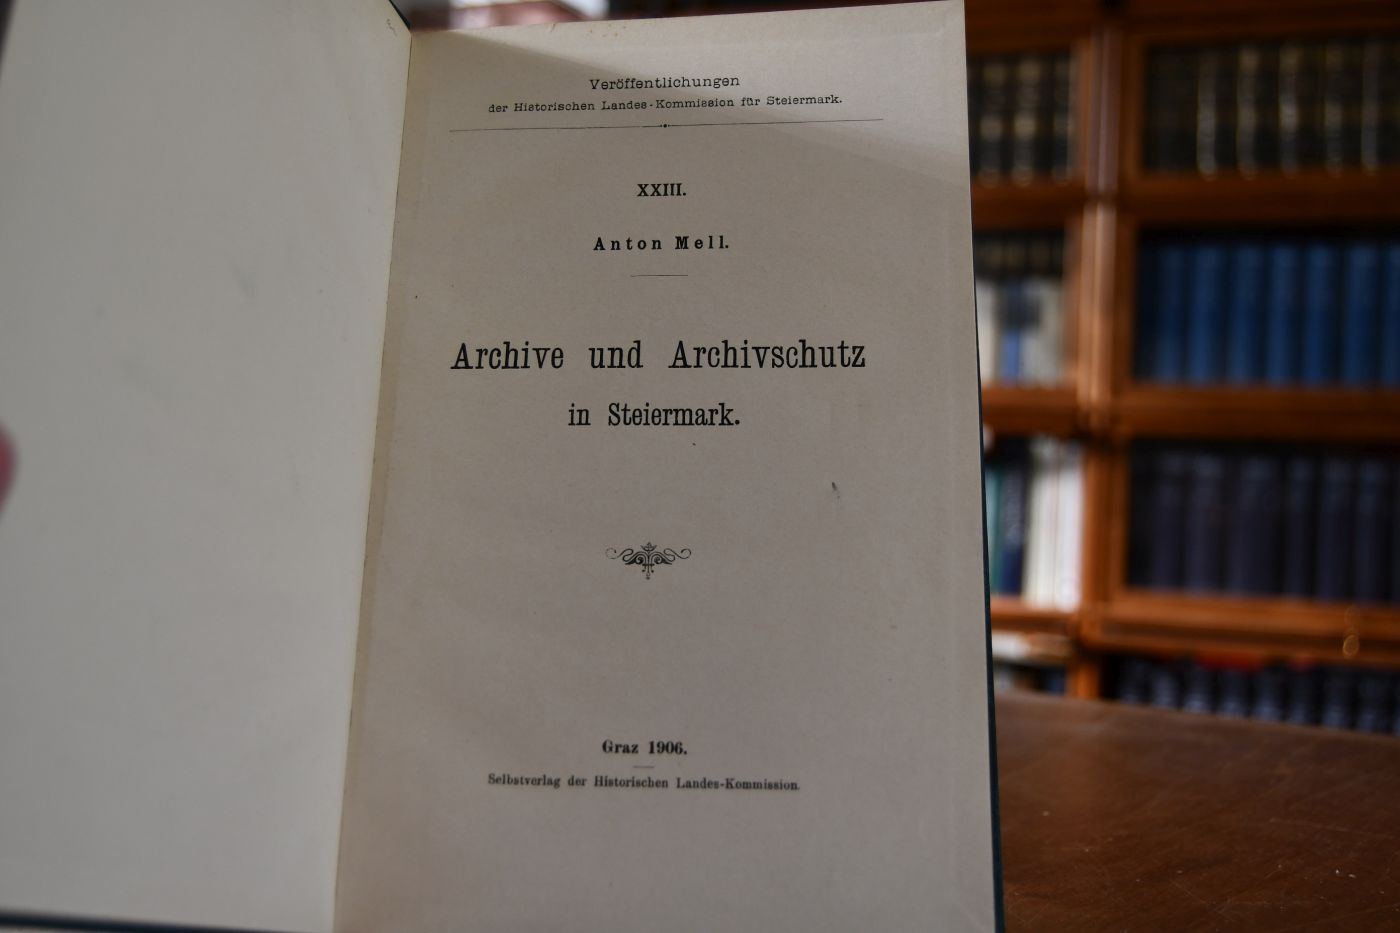 Veröffentlichungen
der Historischen Landes-Kommission für Steiermark.
XXIII.
Anton Mell.
Archive und Archivschutz
in Steiermark.
Graz 1906.
Selbstverlag der Historischen Landes-Kommission.